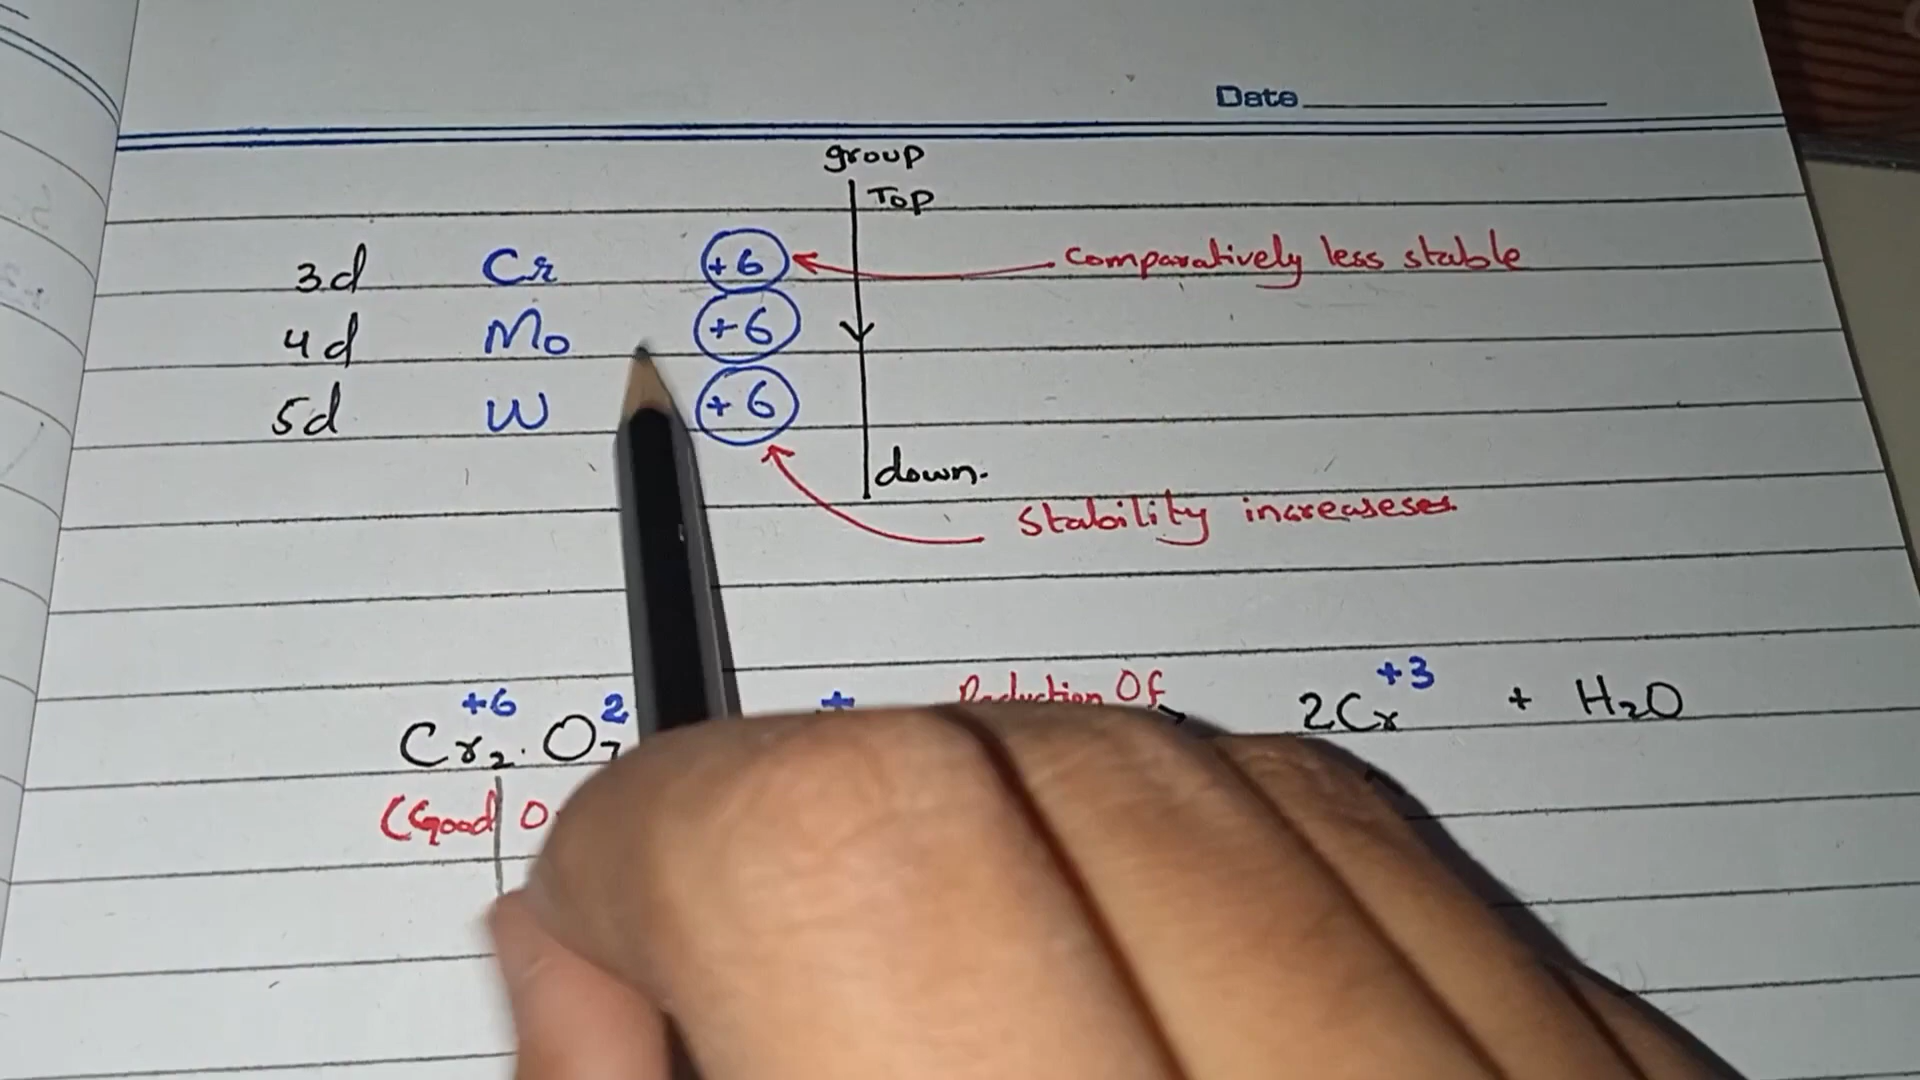 Date
group
Top
3d Cr +6 comparatively less stable
4d Mo +6
5d W +6
down.
Stability increaseses.
+6 2 + Reduction Of +3
Cr2.O7 2Cr + H2O
(Good